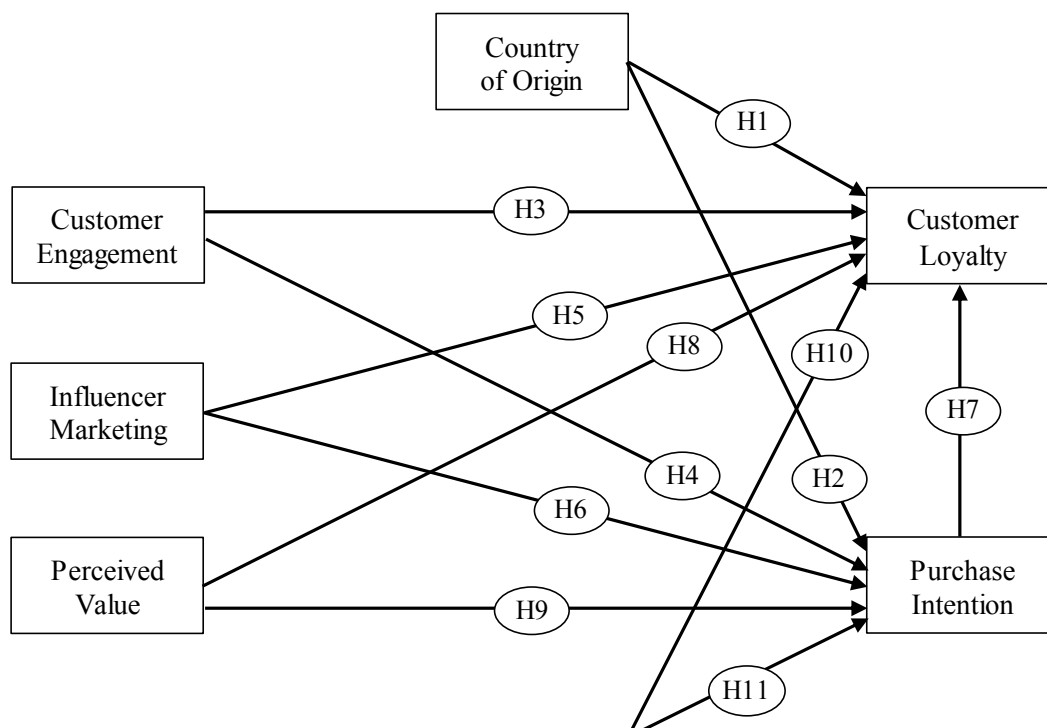 Country
of Origin
H1
Customer
Engagement
H3
Customer
Loyalty
H5
H8
H10
Influencer
Marketing
H7
H4
H2
H6
Perceived
Value
H9
Purchase
Intention
H11